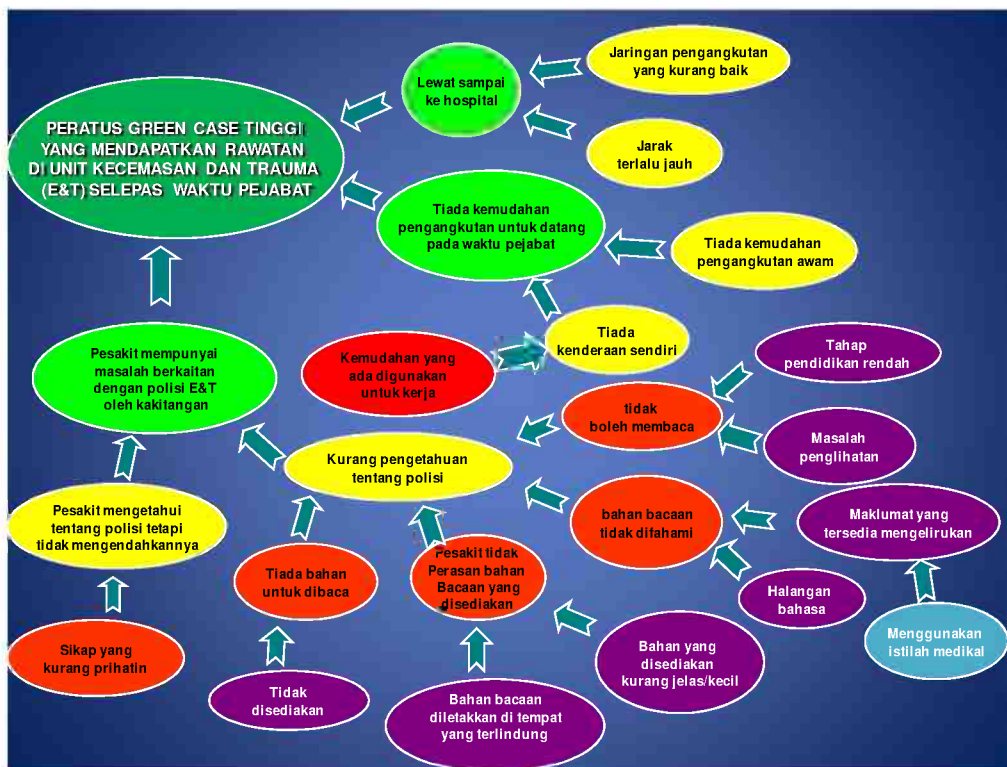 PERATUS GREEN CASE TINGGI
YANG MENDAPATKAN RAWATAN
DI UNIT KECEMASAN DAN TRAUMA
(E&T) SELEPAS WAKTU PEJABAT
Lewat sampai
ke hospital
Jaringan pengangkutan
yang kurang baik
Jarak
terlalu jauh
Tiada kemudahan
pengangkutan untuk datang
pada waktu pejabat
Tiada kemudahan
pengangkutan awam
Tiada
kenderaan sendiri
Kemudahan yang
ada digunakan
untuk kerja
Pesakit mempunyai
masalah berkaitan
dengan polisi E&T
oleh kakitangan
Tahap
pendidikan rendah
tidak
boleh membaca
Masalah
penglihatan
Kurang pengetahuan
tentang polisi
Pesakit mengetahui
tentang polisi tetapi
tidak mengendahkannya
bahan bacaan
tidak difahami
Maklumat yang
tersedia mengelirukan
Tiada bahan
untuk dibaca
Pesakit tidak
Perasan bahan
Bacaan yang
disediakan
Halangan
bahasa
Menggunakan
istilah medikal
Sikap yang
kurang prihatin
Tidak
disediakan
Bahan bacaan
diletakkan di tempat
yang terlindung
Bahan yang
disediakan
kurang jelas/kecil